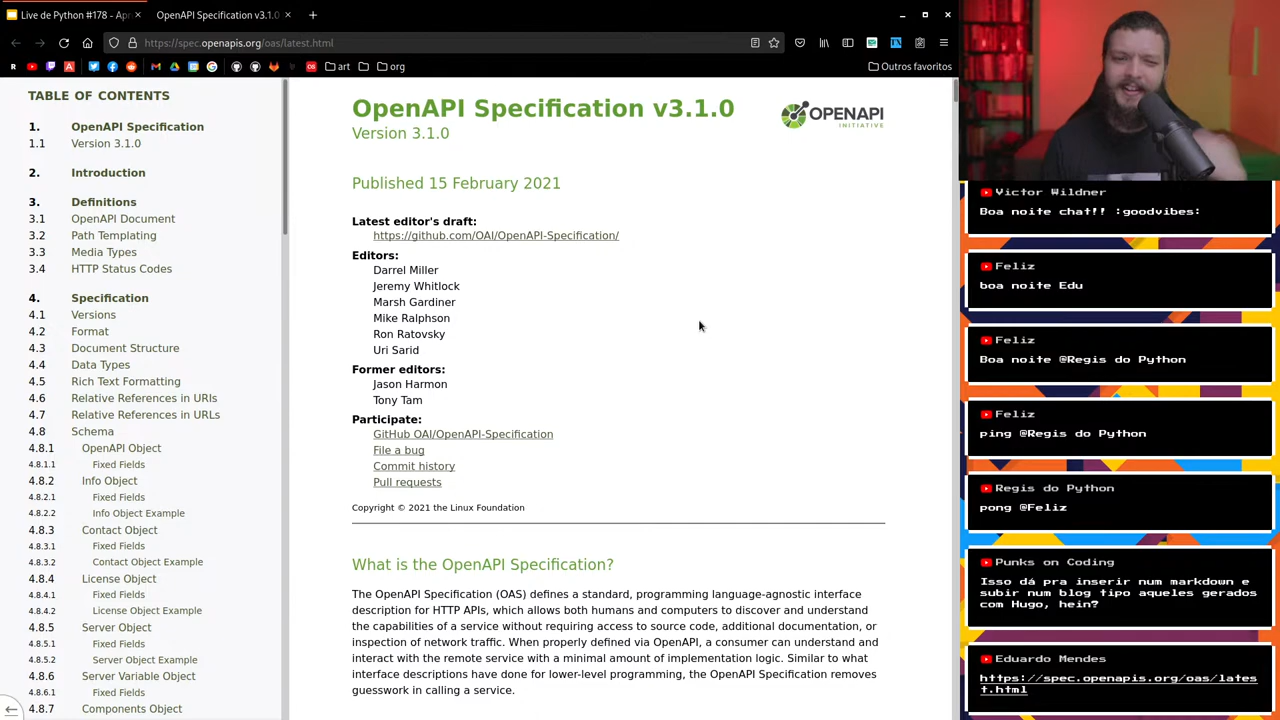 Live de Python #178 - Apr
OpenAPI Specification v3.1.0
https://spec.openapis.org/oas/latest.html
art
org
Outros favoritos
TABLE OF CONTENTS
1. OpenAPI Specification
1.1 Version 3.1.0
2. Introduction
3. Definitions
3.1 OpenAPI Document
3.2 Path Templating
3.3 Media Types
3.4 HTTP Status Codes
4. Specification
4.1 Versions
4.2 Format
4.3 Document Structure
4.4 Data Types
4.5 Rich Text Formatting
4.6 Relative References in URIs
4.7 Relative References in URLs
4.8 Schema
4.8.1 OpenAPI Object
4.8.1.1 Fixed Fields
4.8.2 Info Object
4.8.2.1 Fixed Fields
4.8.2.2 Info Object Example
4.8.3 Contact Object
4.8.3.1 Fixed Fields
4.8.3.2 Contact Object Example
4.8.4 License Object
4.8.4.1 Fixed Fields
4.8.4.2 License Object Example
4.8.5 Server Object
4.8.5.1 Fixed Fields
4.8.5.2 Server Object Example
4.8.6 Server Variable Object
4.8.6.1 Fixed Fields
4.8.7 Components Object
OpenAPI Specification v3.1.0
Version 3.1.0
OPENAPI
INITIATIVE
Published 15 February 2021
Latest editor's draft:
https://github.com/OAI/OpenAPI-Specification/
Editors:
Darrel Miller
Jeremy Whitlock
Marsh Gardiner
Mike Ralphson
Ron Ratovsky
Uri Sarid
Former editors:
Jason Harmon
Tony Tam
Participate:
GitHub OAI/OpenAPI-Specification
File a bug
Commit history
Pull requests
Copyright © 2021 the Linux Foundation
What is the OpenAPI Specification?
The OpenAPI Specification (OAS) defines a standard, programming language-agnostic interface
description for HTTP APIs, which allows both humans and computers to discover and understand
the capabilities of a service without requiring access to source code, additional documentation, or
inspection of network traffic. When properly defined via OpenAPI, a consumer can understand and
interact with the remote service with a minimal amount of implementation logic. Similar to what
interface descriptions have done for lower-level programming, the OpenAPI Specification removes
guesswork in calling a service.
Victor Wildner
Boa noite chat!! :goodvibes:
Feliz
boa noite Edu
Feliz
Boa noite @Regis do Python
Feliz
ping @Regis do Python
Regis do Python
pong @Feliz
Punks on Coding
Isso dá pra inserir num markdown e
subir num blog tipo aqueles gerados
com Hugo, hein?
Eduardo Mendes
https://spec.openapis.org/oas/lates
t.html